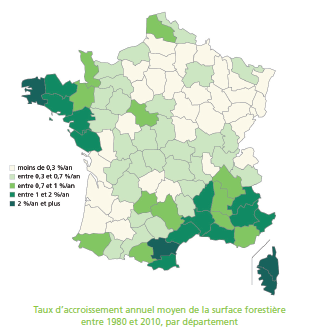 moins de 0,3 %/an
entre 0,3 et 0,7 %/an
entre 0,7 et 1 %/an
entre 1 et 2 %/an
2 %/an et plus
Taux d'accroissement annuel moyen de la surface forestière
entre 1980 et 2010, par département